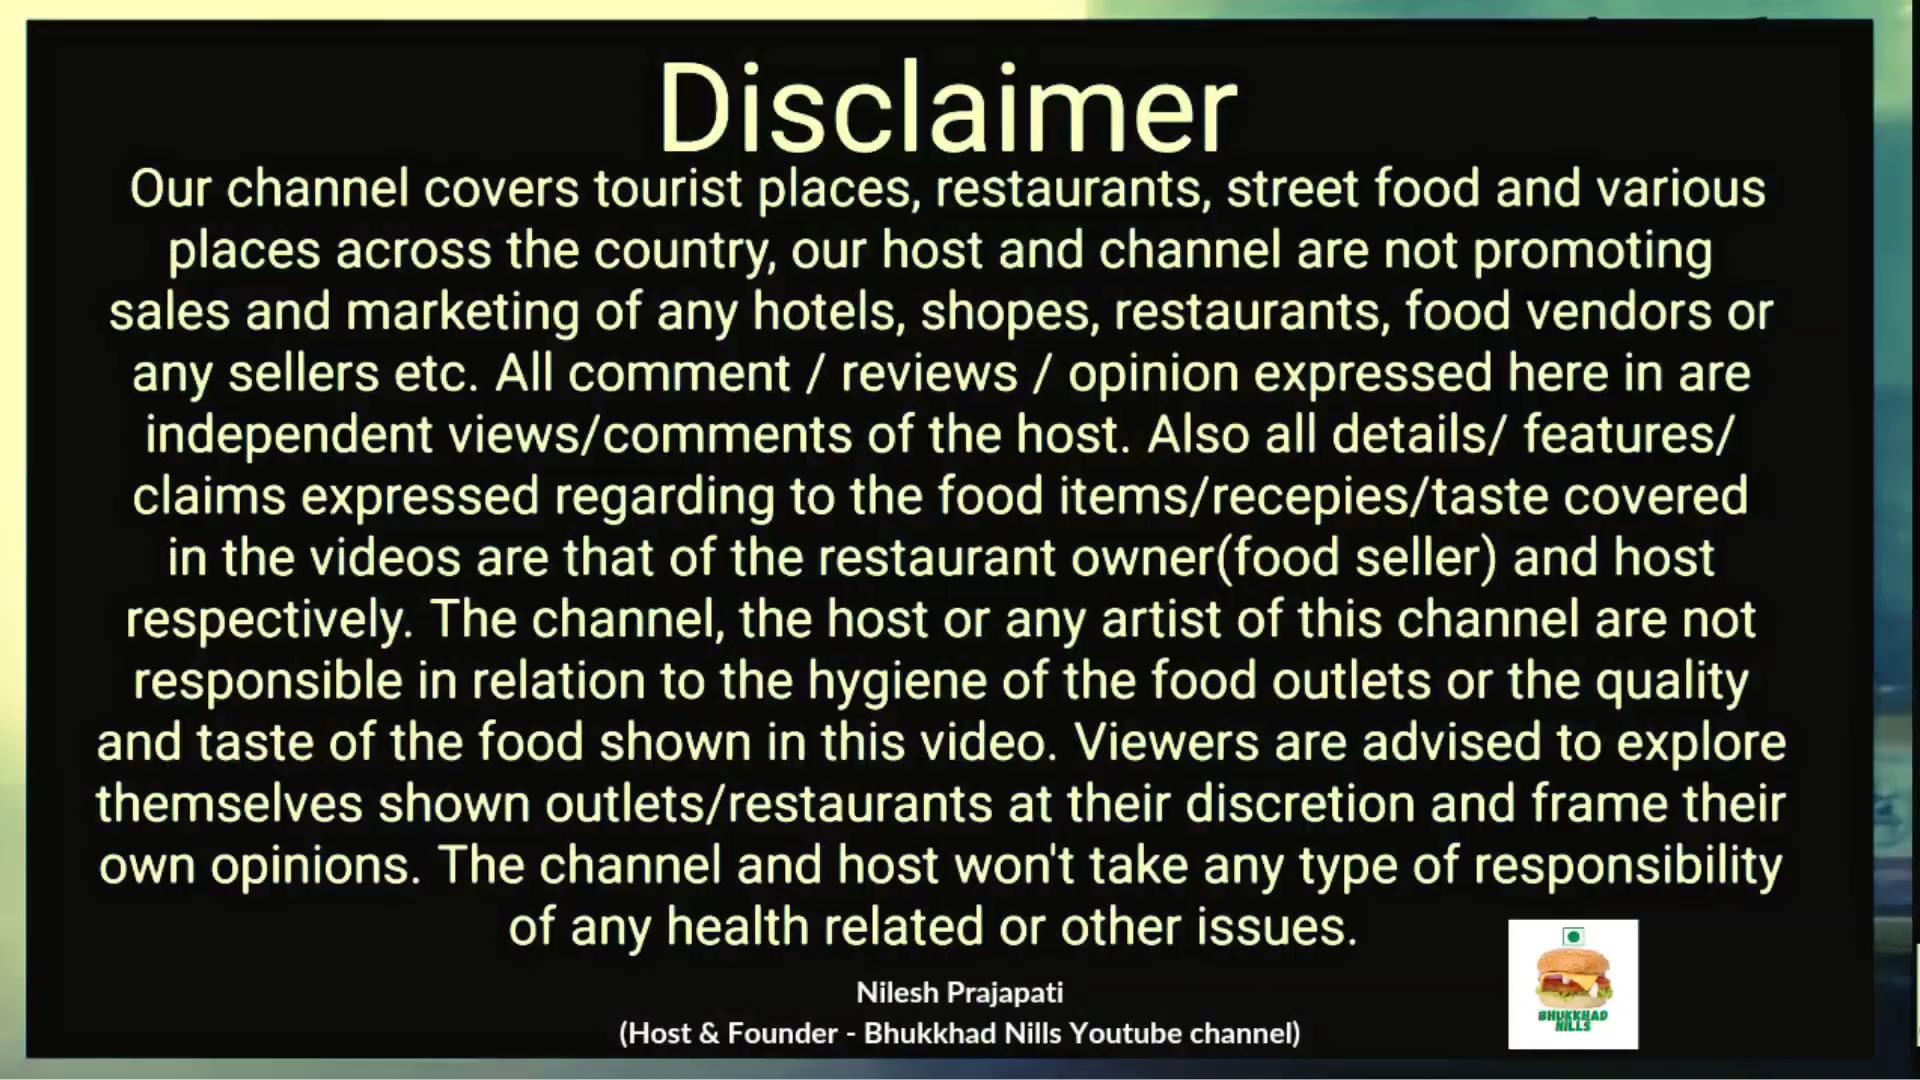 Disclaimer
Our channel covers tourist places, restaurants, street food and various
places across the country, our host and channel are not promoting
sales and marketing of any hotels, shopes, restaurants, food vendors or
any sellers etc. All comment / reviews / opinion expressed here in are
independent views/comments of the host. Also all details/ features/
claims expressed regarding to the food items/recepies/taste covered
in the videos are that of the restaurant owner(food seller) and host
respectively. The channel, the host or any artist of this channel are not
responsible in relation to the hygiene of the food outlets or the quality
and taste of the food shown in this video. Viewers are advised to explore
themselves shown outlets/restaurants at their discretion and frame their
own opinions. The channel and host won't take any type of responsibility
of any health related or other issues.
Nilesh Prajapati
(Host & Founder - Bhukkhad Nills Youtube channel)
BHUKKHAD
NILLS